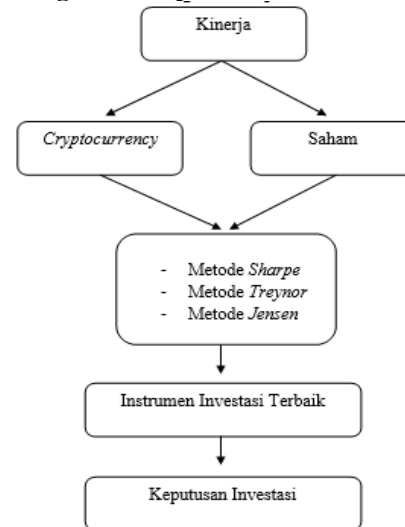 Kinerja
Cryptocurrency
Saham
- Metode Sharpe
- Metode Treynor
- Metode Jensen
Instrumen Investasi Terbaik
Keputusan Investasi